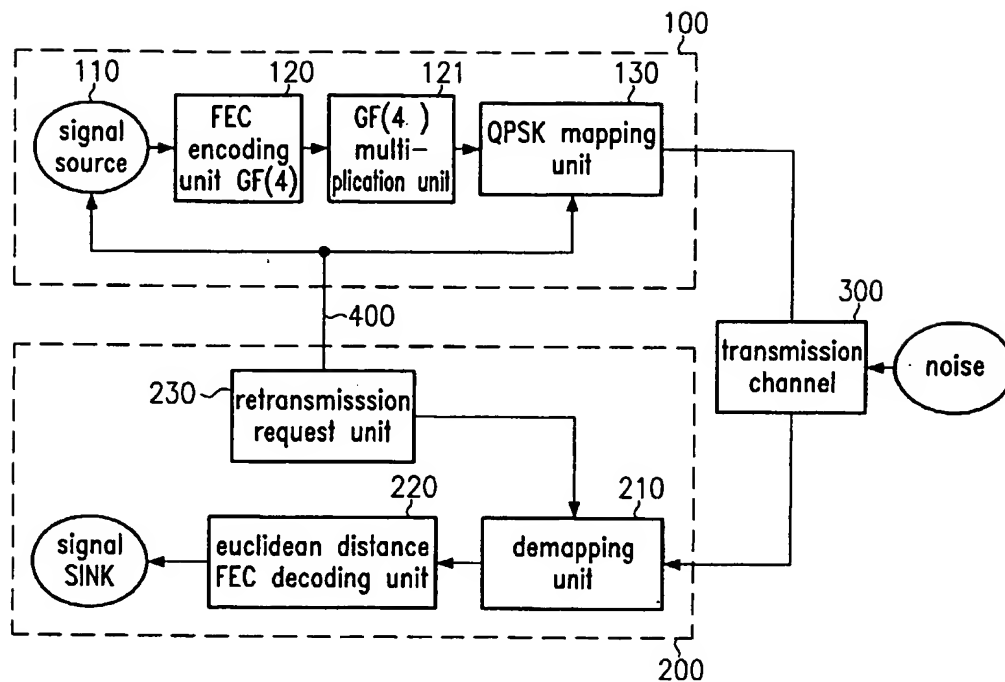 100
110
120
121
130
signal
source
FEC
encoding
unit GF(4)
GF(4.)
multi-
plication unit
QPSK mapping
unit
400
300
transmission
channel
noise
230
retransmisssion
request unit
220
210
signal
SINK
euclidean distance
FEC decoding unit
demapping
unit
200